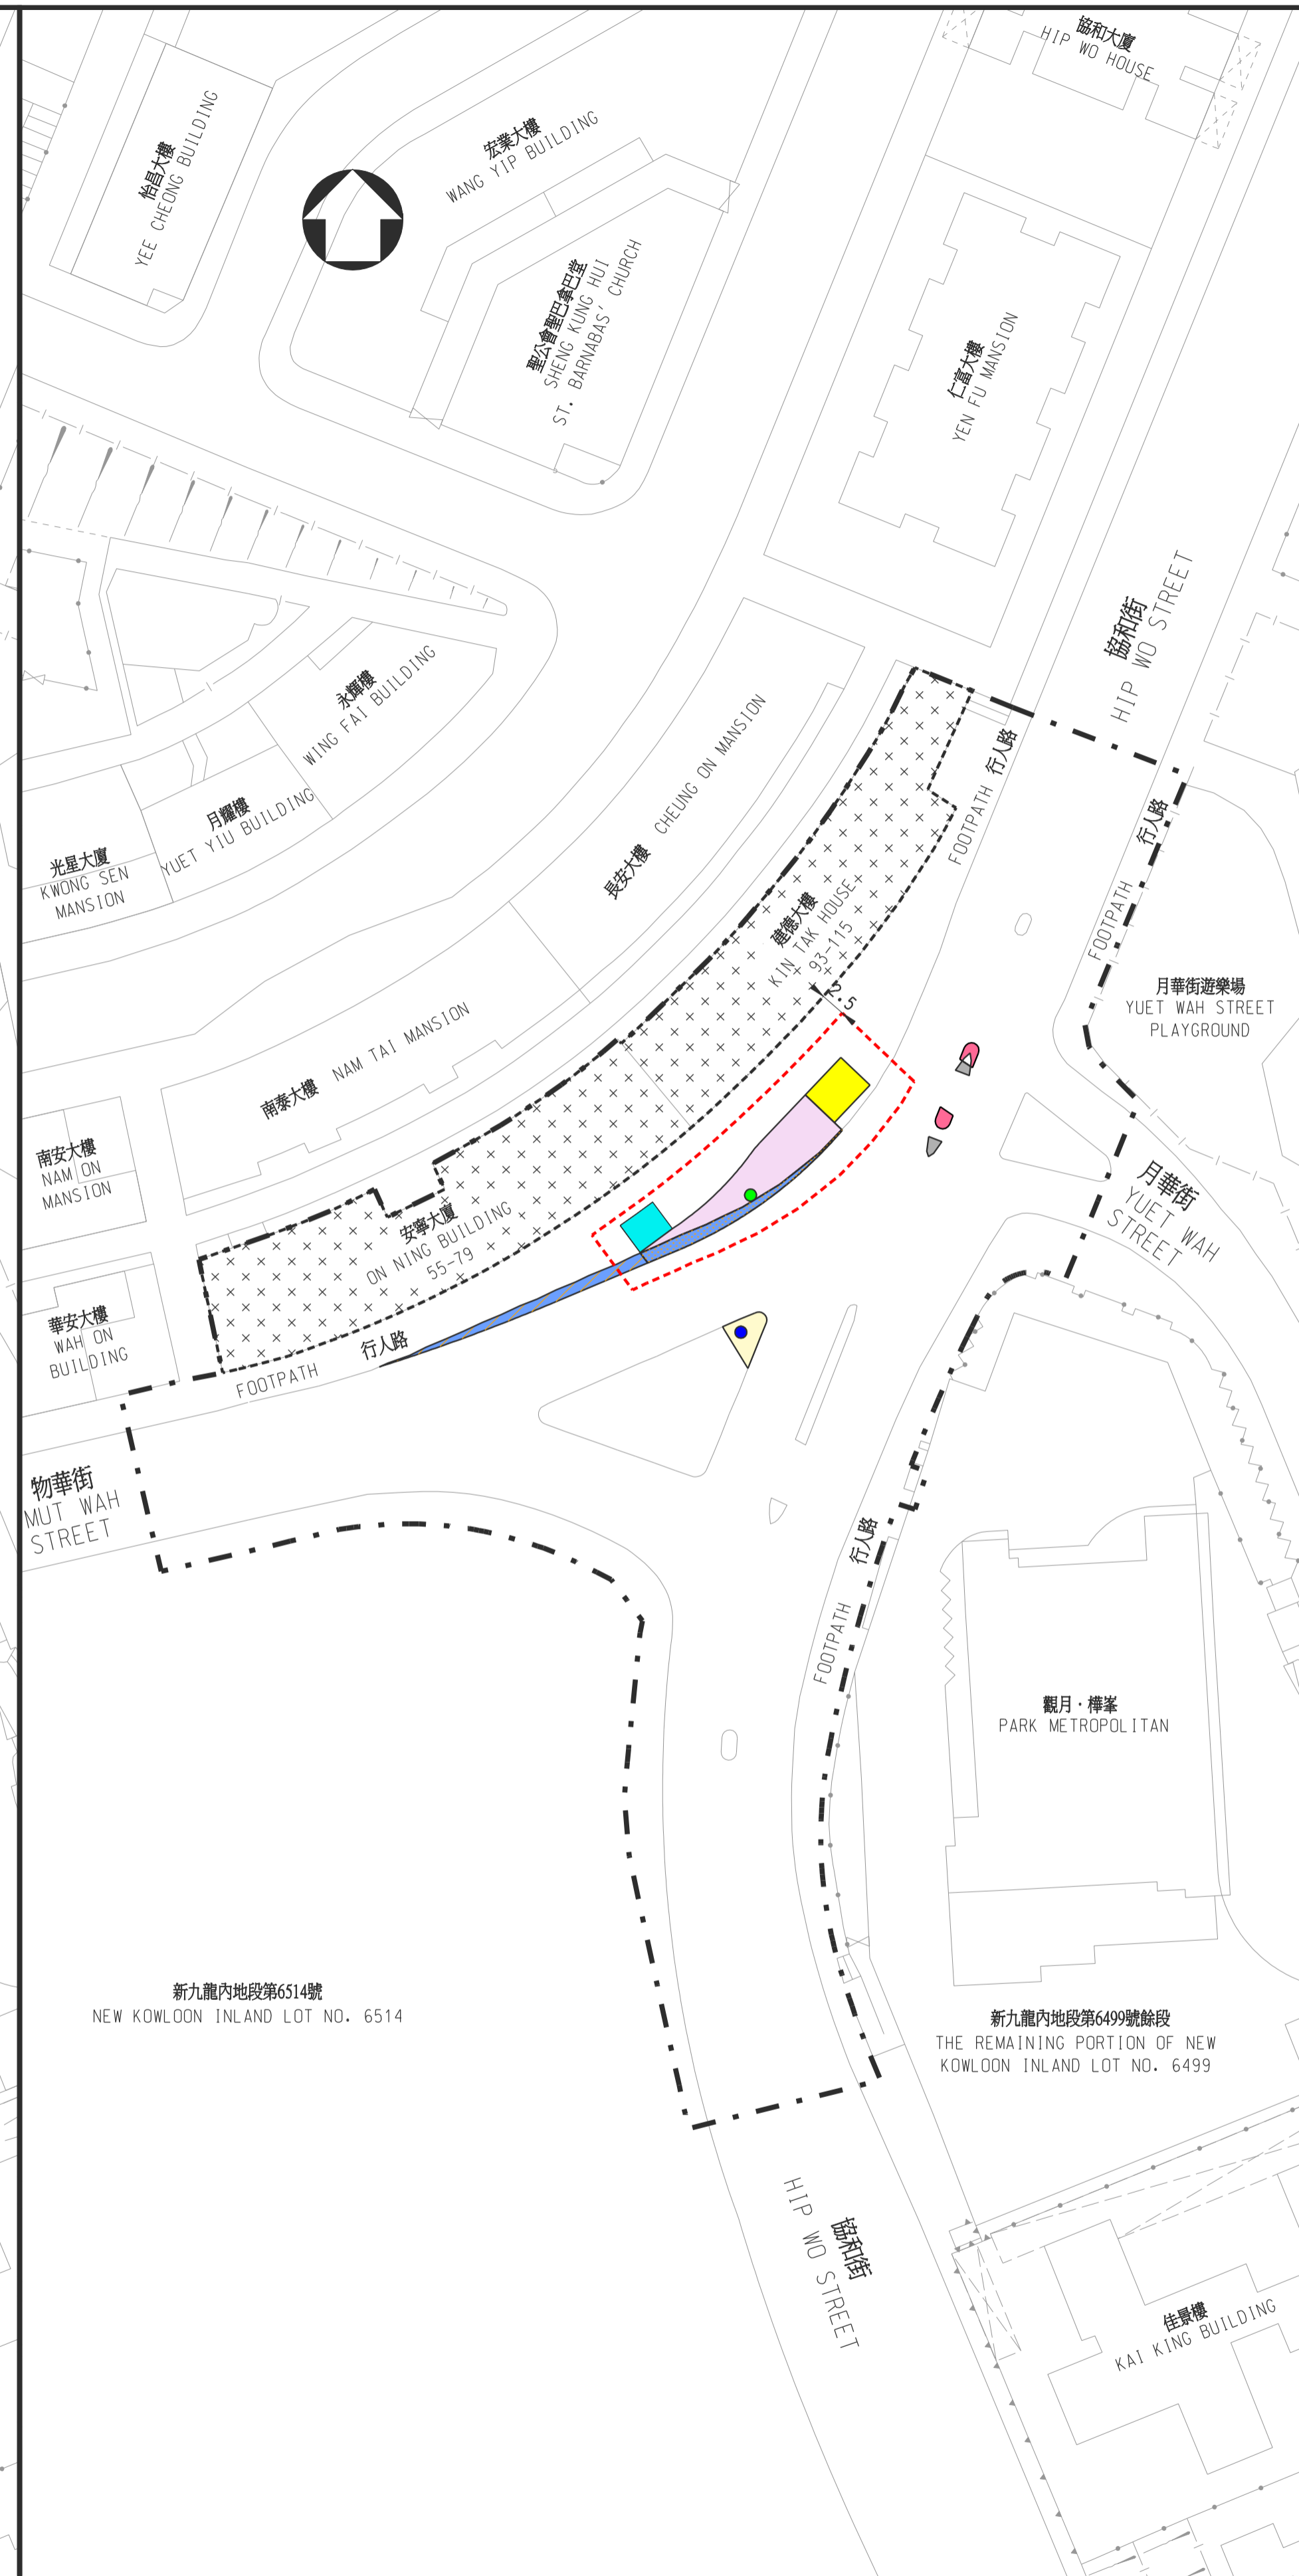 協和大廈
HIP WO HOUSE
怡昌大樓
YEE CHEONG BUILDING
宏業大樓
WANG YIP BUILDING
聖公會聖巴拿巴堂
SHENG KUNG HUI
ST. BARNABAS' CHURCH
仁富大樓
YEN FU MANSION
協和街
HIP WO STREET
永輝樓
WING FAI BUILDING
月耀樓
YUET YIU BUILDING
光星大廈
KWONG SEN
MANSION
長安大樓 CHEUNG ON MANSION
FOOTPATH 行人路
FOOTPATH 行人路
建德大樓
KIN TAK HOUSE
93-115
2.5
月華街遊樂場
YUET WAH STREET
PLAYGROUND
南泰大樓 NAM TAI MANSION
南安大樓
NAM ON
MANSION
月華街
YUET WAH
STREET
安寧大廈
ON NING BUILDING
55-79
華安大樓
WAH ON
BUILDING
FOOTPATH 行人路
物華街
MUT WAH
STREET
FOOTPATH 行人路
觀月・樺峯
PARK METROPOLITAN
新九龍內地段第6514號
NEW KOWLOON INLAND LOT NO. 6514
新九龍內地段第6499號餘段
THE REMAINING PORTION OF NEW
KOWLOON INLAND LOT NO. 6499
協和街
HIP WO STREET
佳景樓
KAI KING BUILDING